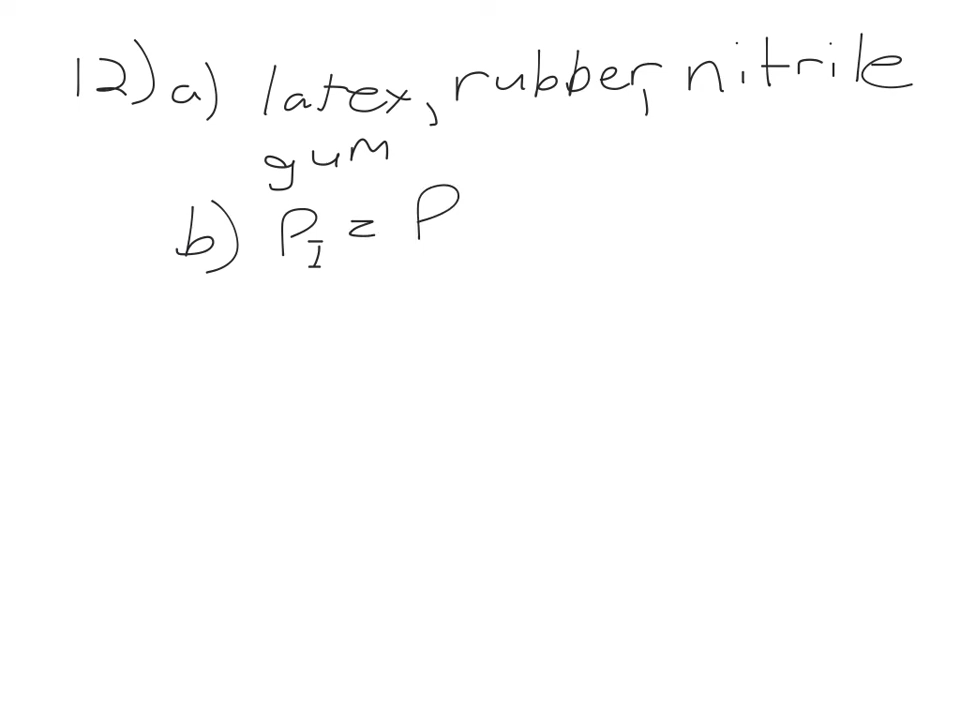 12) a) latex, rubber, nitrile
gum
b) P_I = P